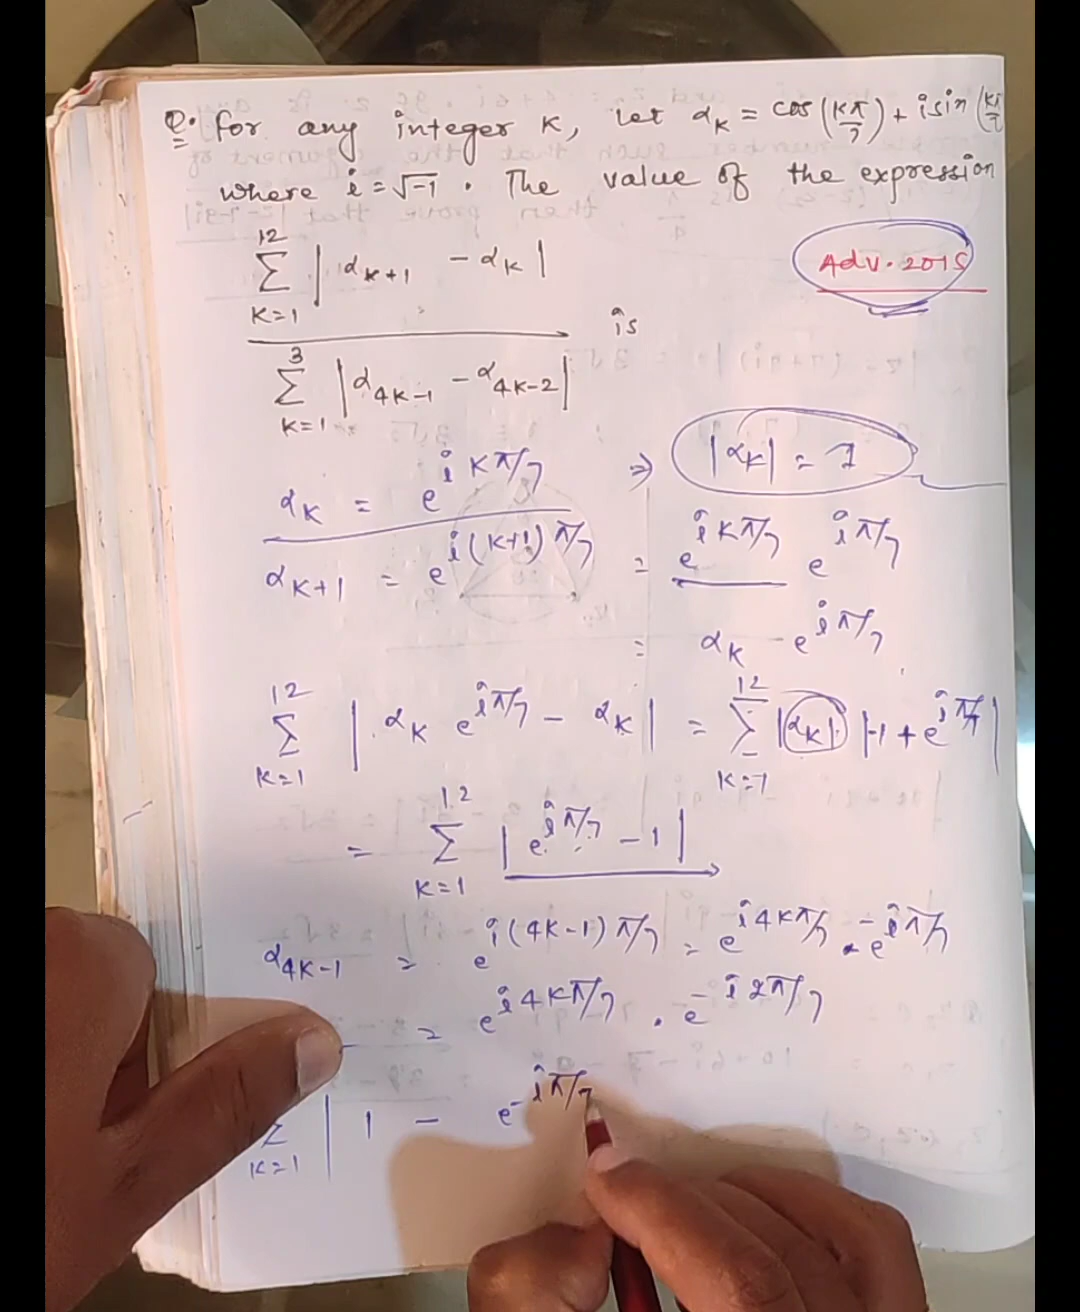 Q. For any integer K, let α_K = cos(Kπ/7) + i sin(Kπ/7
where i = √-1 . The value of the expression
Adv. 2015
12
Σ | α_{K+1} - α_K |
K=1
is
3
Σ | α_{4K-1} - α_{4K-2} |
K=1
α_K = e^{iKπ/7} ⇒ |α_K| = 1
α_{K+1} = e^{i(K+1)π/7} = e^{iKπ/7} e^{iπ/7}
= α_K e^{iπ/7}
12 12
Σ | α_K e^{iπ/7} - α_K | = Σ |α_K| |-1 + e^{iπ/7}|
K=1 K=1
12
= Σ | e^{iπ/7} - 1 |
K=1
α_{4K-1} = e^{i(4K-1)π/7} = e^{i4Kπ/7} . e^{-iπ/7}
= e^{i4Kπ/7} . e^{-i2π/7}
Σ | 1 - e^{-iπ/7}
K=1